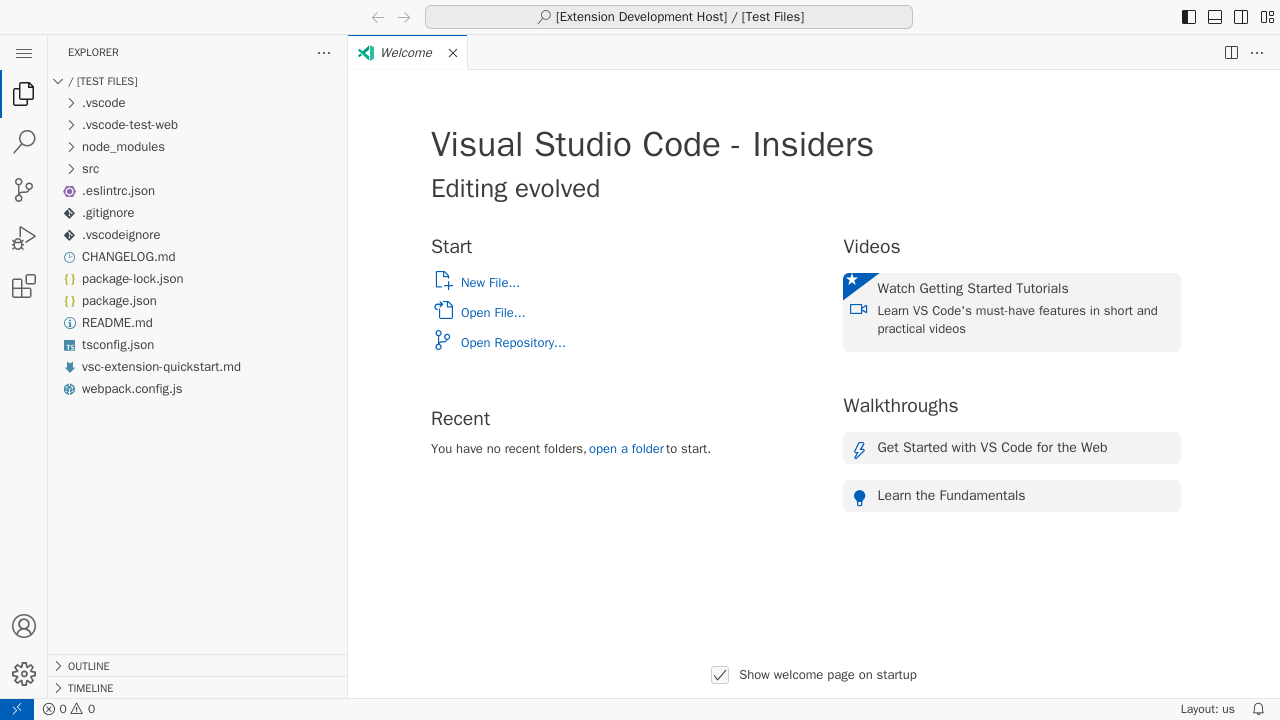 [Extension Development Host] / [Test Files]
EXPLORER
/ [TEST FILES]
.vscode
.vscode-test-web
node_modules
src
.eslintrc.json
.gitignore
.vscodeignore
CHANGELOG.md
package-lock.json
package.json
README.md
tsconfig.json
vsc-extension-quickstart.md
webpack.config.js
OUTLINE
TIMELINE
Welcome
Visual Studio Code - Insiders
Editing evolved
Start
New File...
Open File...
Open Repository...
Recent
You have no recent folders, open a folder to start.
Videos
Watch Getting Started Tutorials
Learn VS Code's must-have features in short and
practical videos
Walkthroughs
Get Started with VS Code for the Web
Learn the Fundamentals
Show welcome page on startup
0 0
Layout: us